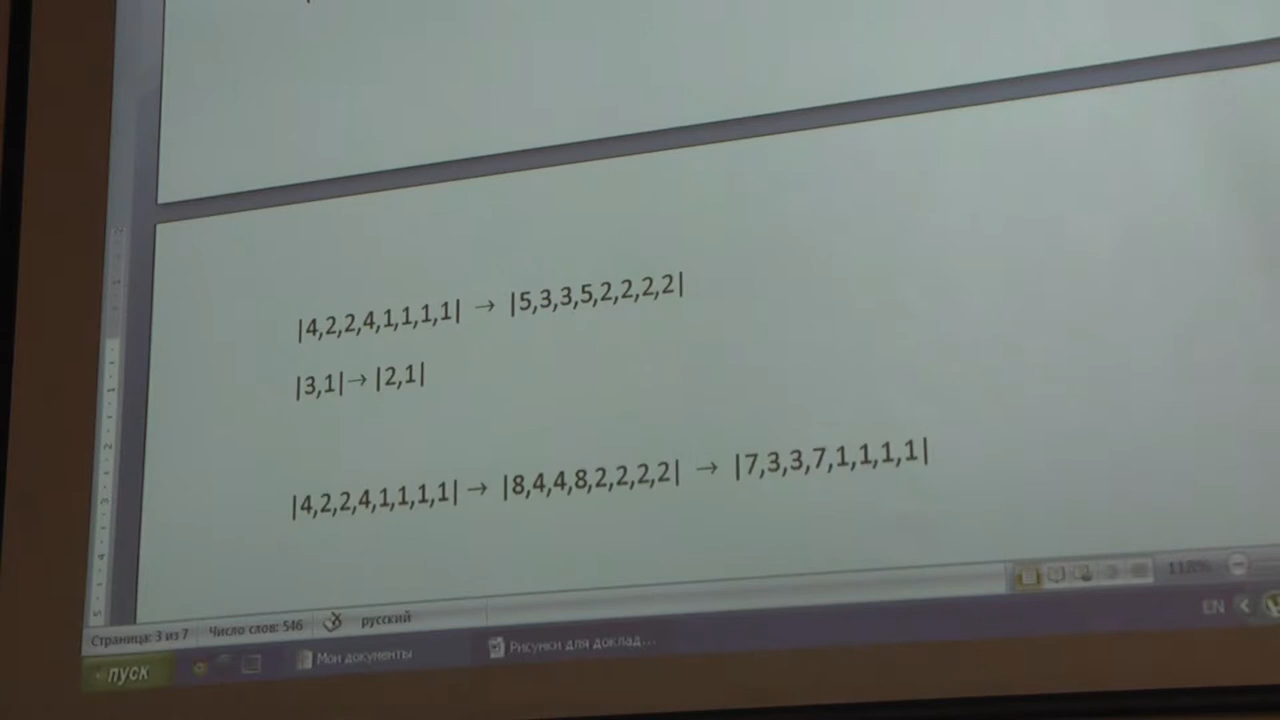 |4,2,2,4,1,1,1,1| → |5,3,3,5,2,2,2,2|
|3,1|→ |2,1|
|4,2,2,4,1,1,1,1| → |8,4,4,8,2,2,2,2| → |7,3,3,7,1,1,1,1|
118%
Страница: 3 из 7 Число слов: 546 русский
EN
пуск Мои документы Рисунки для доклад...